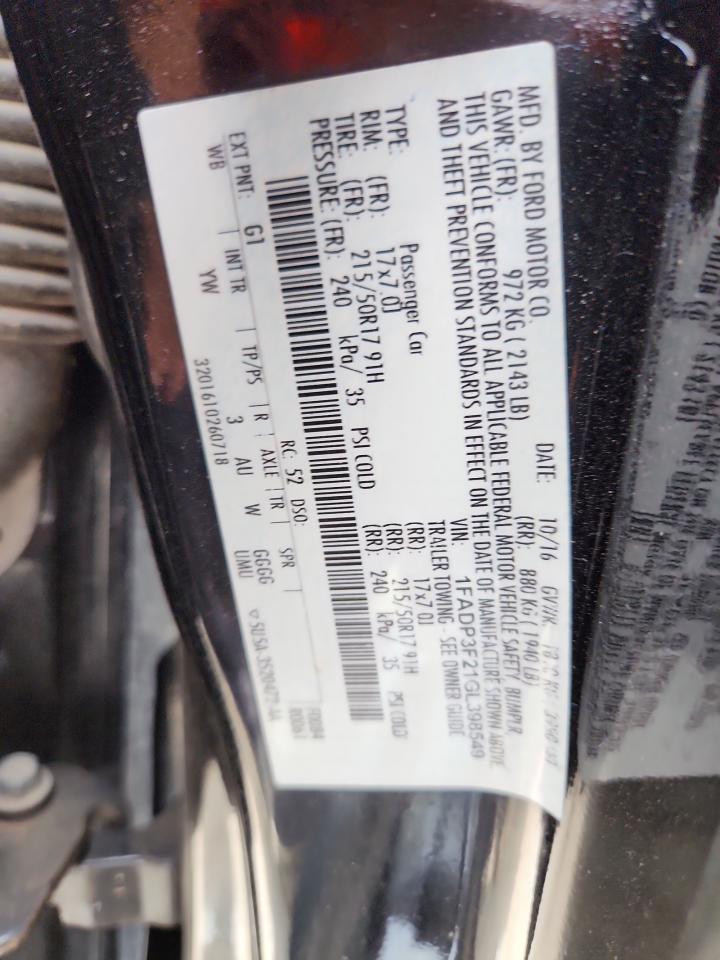 MFD. BY FORD MOTOR CO. DATE: 10/16
GAWR: (FR): 972 KG ( 2143 LB) (RR): 880 KG ( 1940 LB)
THIS VEHICLE CONFORMS TO ALL APPLICABLE FEDERAL MOTOR VEHICLE SAFETY BUMPER
AND THEFT PREVENTION STANDARDS IN EFFECT ON THE DATE OF MANUFACTURE SHOWN ABOVE
VIN: 1FADP3F21GL398549
TYPE: Passenger Car TRAILER TOWING - SEE OWNER GUIDE
RIM: (FR): 17x7.0J (RR): 17x7.0J
TIRE: (FR): 215/50R17 91H (RR): 215/50R17 91H
PRESSURE: (FR): 240 kPa/ 35 PSI COLD (RR): 240 kPa/ 35 PSI COLD
RC: 52 DSO:
EXT PNT: G1 INT TR TP/PS R AXLE TR SPR
WB YW 3 AU W GGGG
UMU
3201610260718